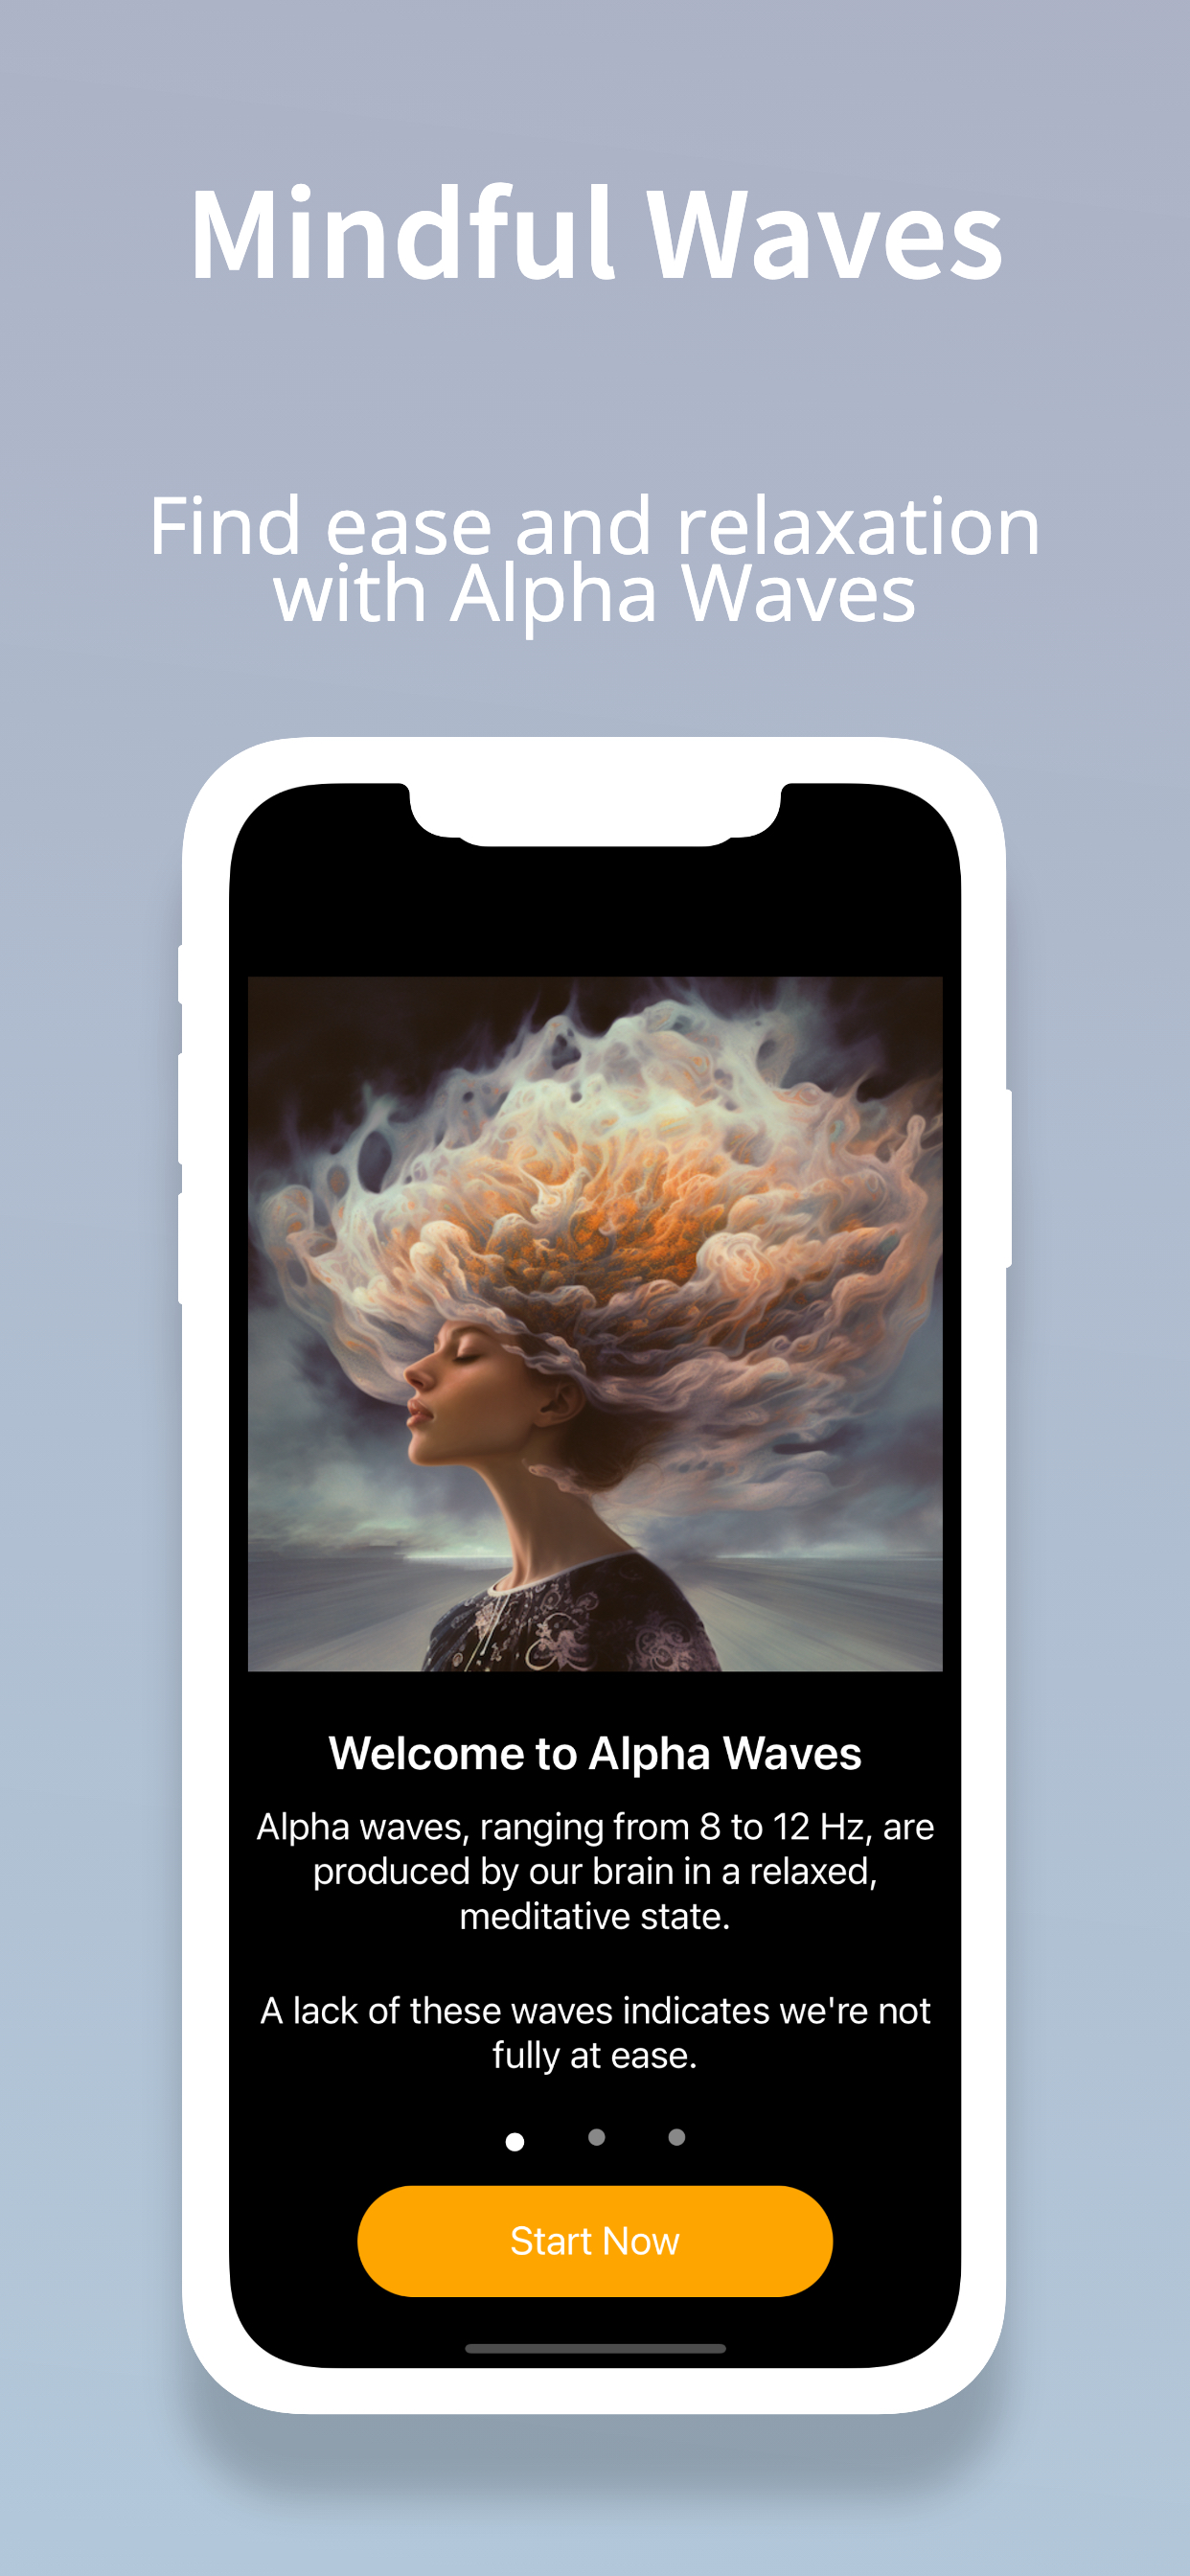 Mindful Waves
Find ease and relaxation
with Alpha Waves
Welcome to Alpha Waves
Alpha waves, ranging from 8 to 12 Hz, are
produced by our brain in a relaxed,
meditative state.
A lack of these waves indicates we're not
fully at ease.
Start Now